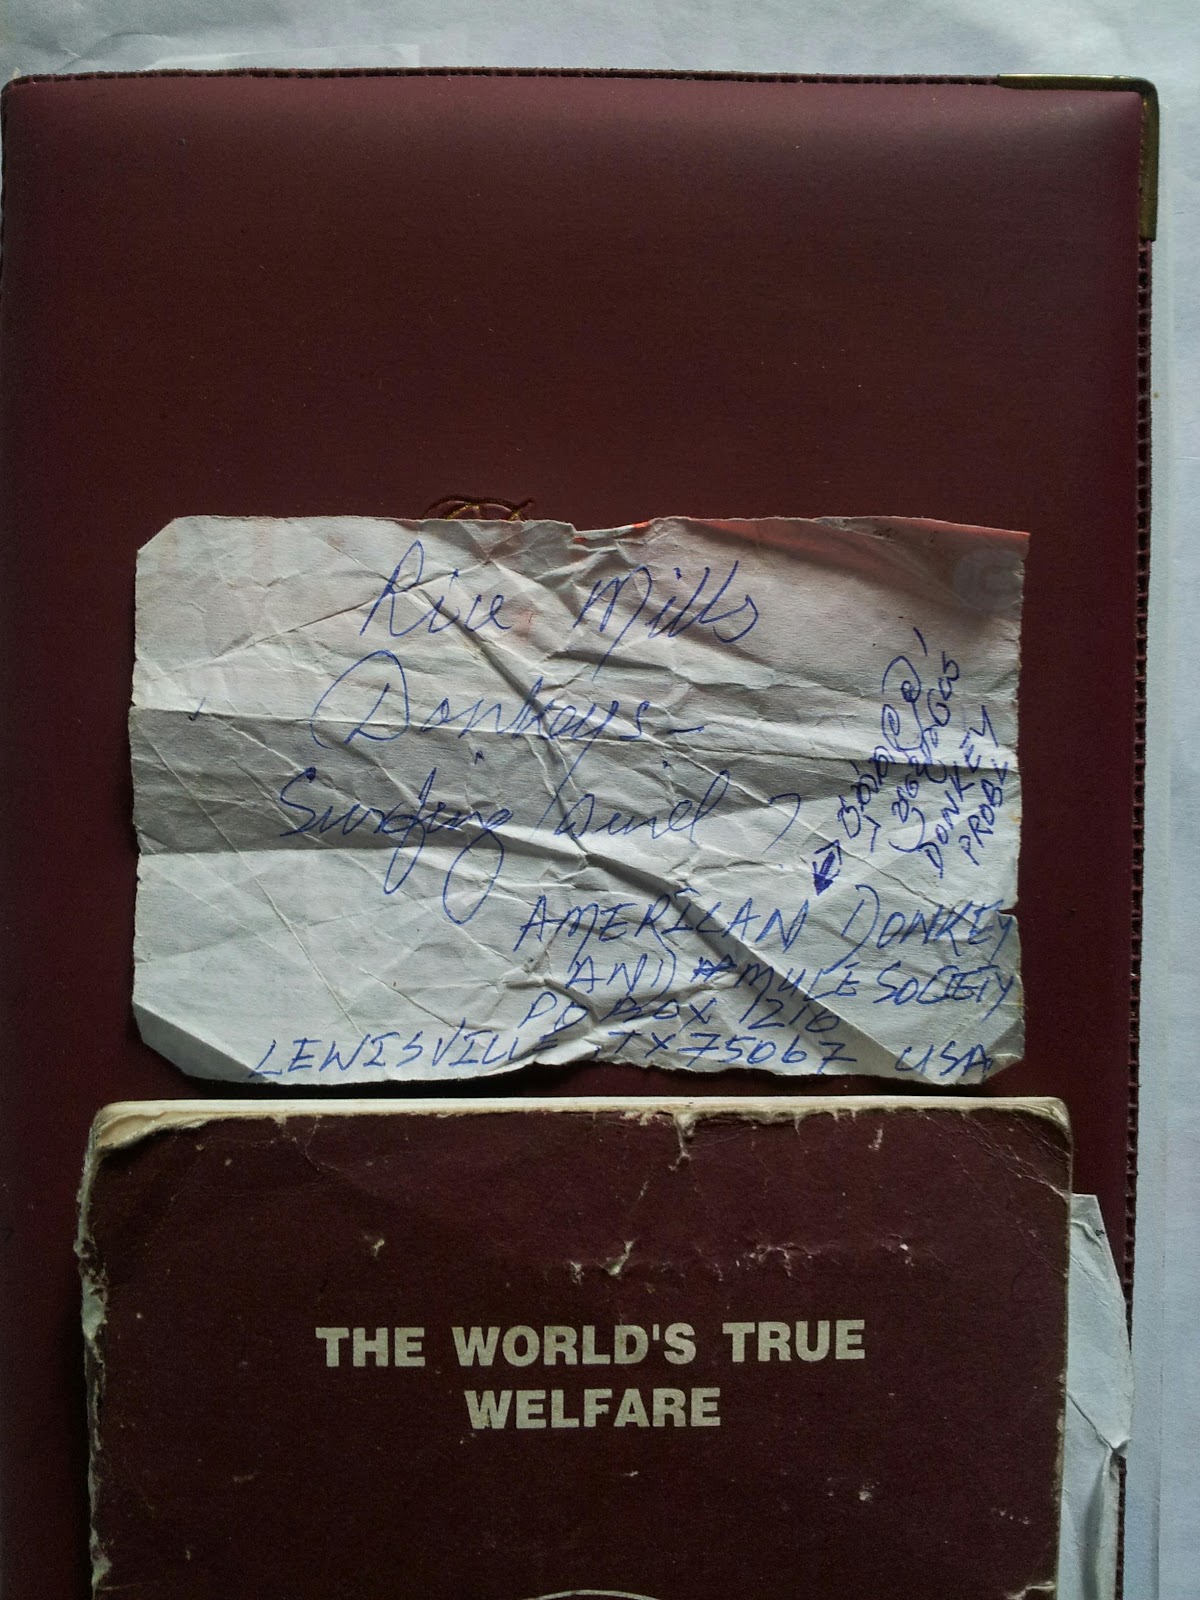 Rice Mills
Donkeys-
Surfing Wind ?
DONKEY
PROBE
AMERICAN DONKEY
AND MULE SOCIETY
PO BOX 1210
LEWISVILLE, TX 75067 USA
THE WORLD'S TRUE
WELFARE